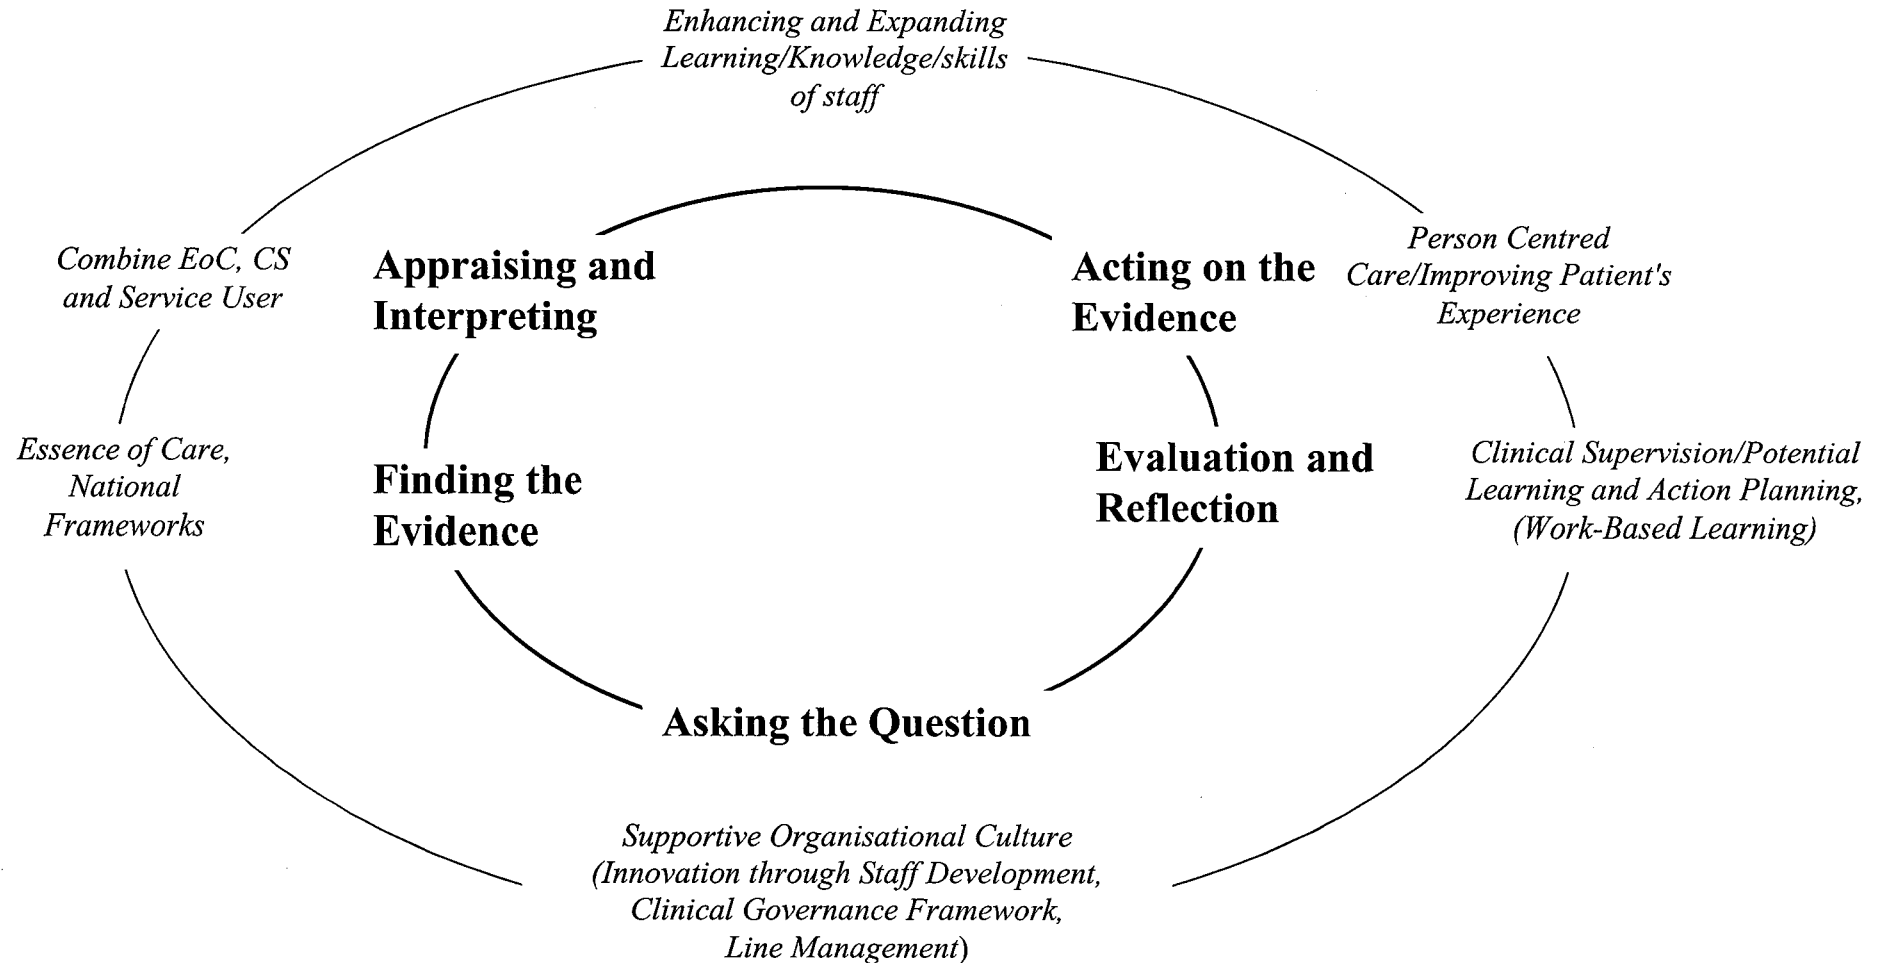 Enhancing and Expanding
Learning/Knowledge/skills
of staff
Combine EoC, CS
and Service User
Appraising and
Interpreting
Acting on the
Evidence
Person Centred
Care/Improving Patient's
Experience
Essence of Care,
National
Frameworks
Finding the
Evidence
Evaluation and
Reflection
Clinical Supervision/Potential
Learning and Action Planning,
(Work-Based Learning)
Asking the Question
Supportive Organisational Culture
(Innovation through Staff Development,
Clinical Governance Framework,
Line Management)